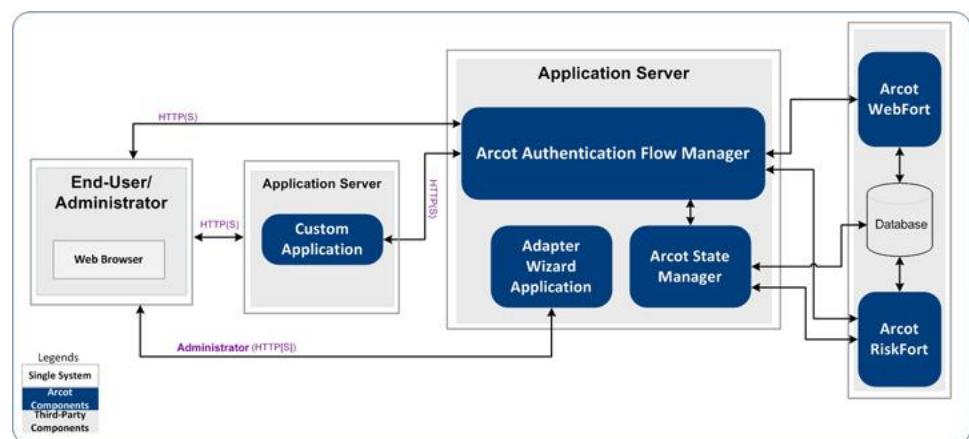 Application Server
Arcot
WebFort
Arcot Authentication Flow Manager
HTTP(S)
HTTP(S)
End-User/
Administrator
Web Browser
HTTP(S)
Application Server
Custom
Application
Database
Adapter
Wizard
Application
Arcot State
Manager
Arcot
RiskFort
Administrator (HTTP[S])
Legends
Single System
Arcot
Components
Third-Party
Components